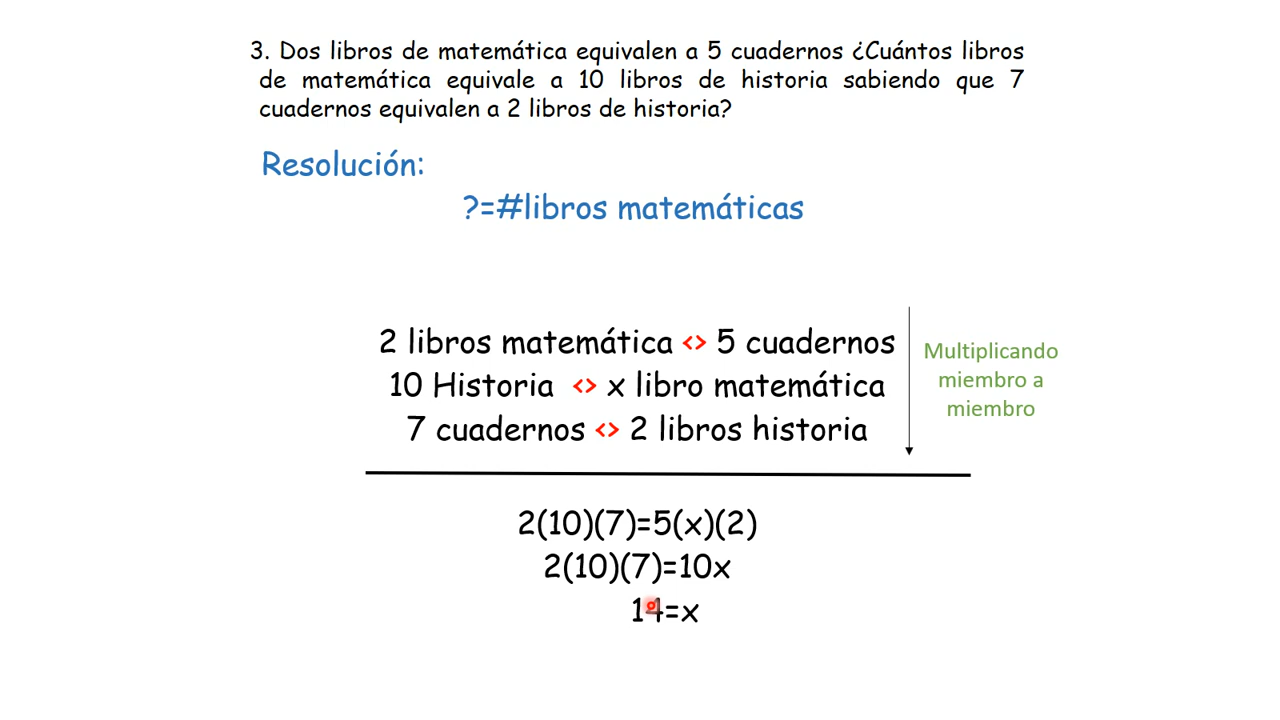 3. Dos libros de matemática equivalen a 5 cuadernos ¿Cuántos libros
de matemática equivale a 10 libros de historia sabiendo que 7
cuadernos equivalen a 2 libros de historia?
Resolución:
?=#libros matemáticas
2 libros matemática <> 5 cuadernos
10 Historia <> x libro matemática
7 cuadernos <> 2 libros historia
Multiplicando
miembro a
miembro
2(10)(7)=5(x)(2)
2(10)(7)=10x
14=x